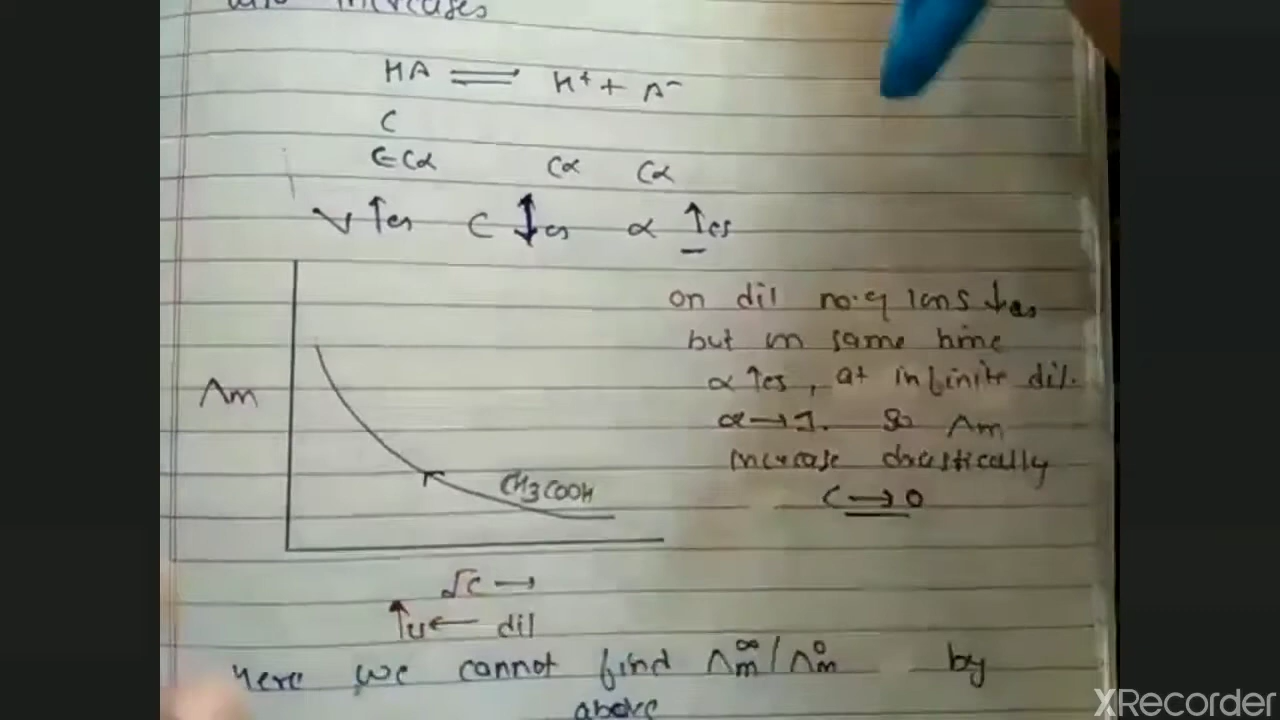 increases
HA ⇌ H⁺ + A⁻
C
C-Cα Cα Cα
V ↑es C ↓es α ↑es
on dil no. of ions ↓es
but in same time
α ↑es, at infinite dil.
α → 1. So Λm
increase drastically
C → 0
Λm
CH3COOH
√C →
↑V ← dil
Here we cannot find Λm^∞/Λm° by
above
XRecorder